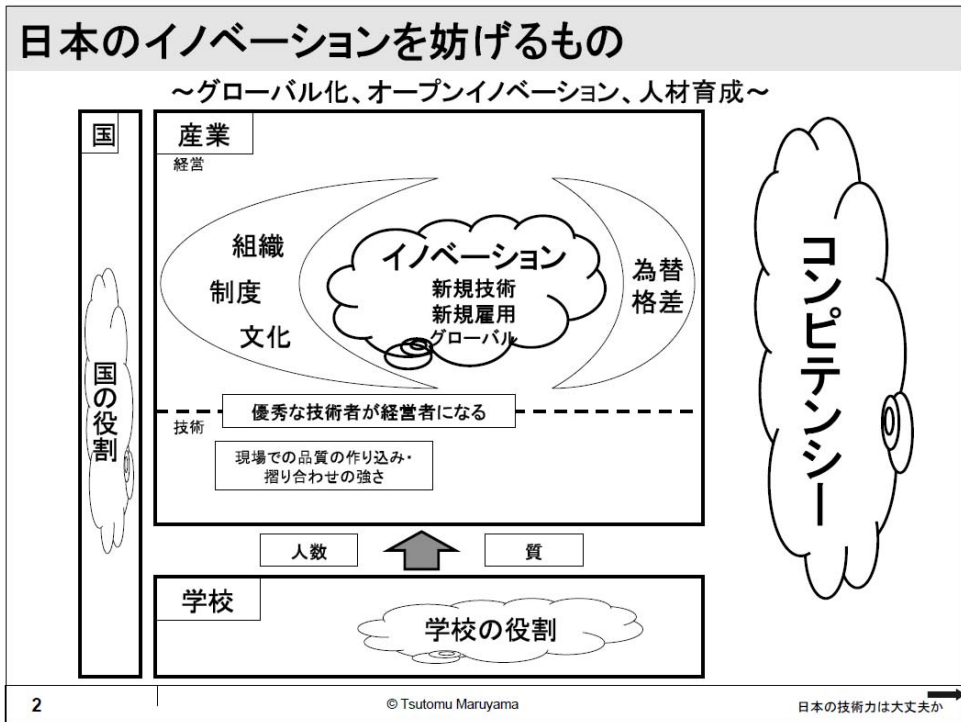 日本のイノベーションを妨げるもの
～グローバル化、オープンイノベーション、人材育成～
国
国の役割
産業
経営
組織
制度
文化
イノベーション
新規技術
新規雇用
グローバル
為替
格差
優秀な技術者が経営者になる
技術
現場での品質の作り込み・
摺り合わせの強さ
人数
質
学校
学校の役割
コンピテンシー
2
© Tsutomu Maruyama
日本の技術力は大丈夫か